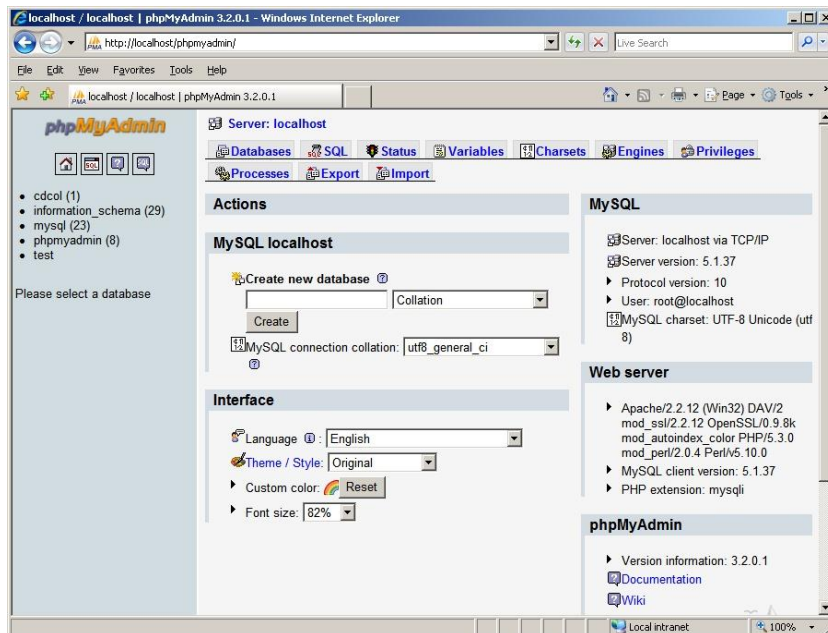 localhost / localhost | phpMyAdmin 3.2.0.1 - Windows Internet Explorer
http://localhost/phpmyadmin/
Live Search
File Edit View Favorites Tools Help
localhost / localhost | phpMyAdmin 3.2.0.1
Page Tools
phpMyAdmin
SQL
cdcol (1)
information_schema (29)
mysql (23)
phpmyadmin (8)
test
Please select a database
Server: localhost
Databases SQL Status Variables Charsets Engines Privileges
Processes Export Import
Actions
MySQL localhost
Create new database
Collation
Create
MySQL connection collation: utf8_general_ci
Interface
Language : English
Theme / Style: Original
Custom color: Reset
Font size: 82%
MySQL
Server: localhost via TCP/IP
Server version: 5.1.37
Protocol version: 10
User: root@localhost
MySQL charset: UTF-8 Unicode (utf
8)
Web server
Apache/2.2.12 (Win32) DAV/2
mod_ssl/2.2.12 OpenSSL/0.9.8k
mod_autoindex_color PHP/5.3.0
mod_perl/2.0.4 Perl/v5.10.0
MySQL client version: 5.1.37
PHP extension: mysqli
phpMyAdmin
Version information: 3.2.0.1
Documentation
Wiki
Local intranet
100%